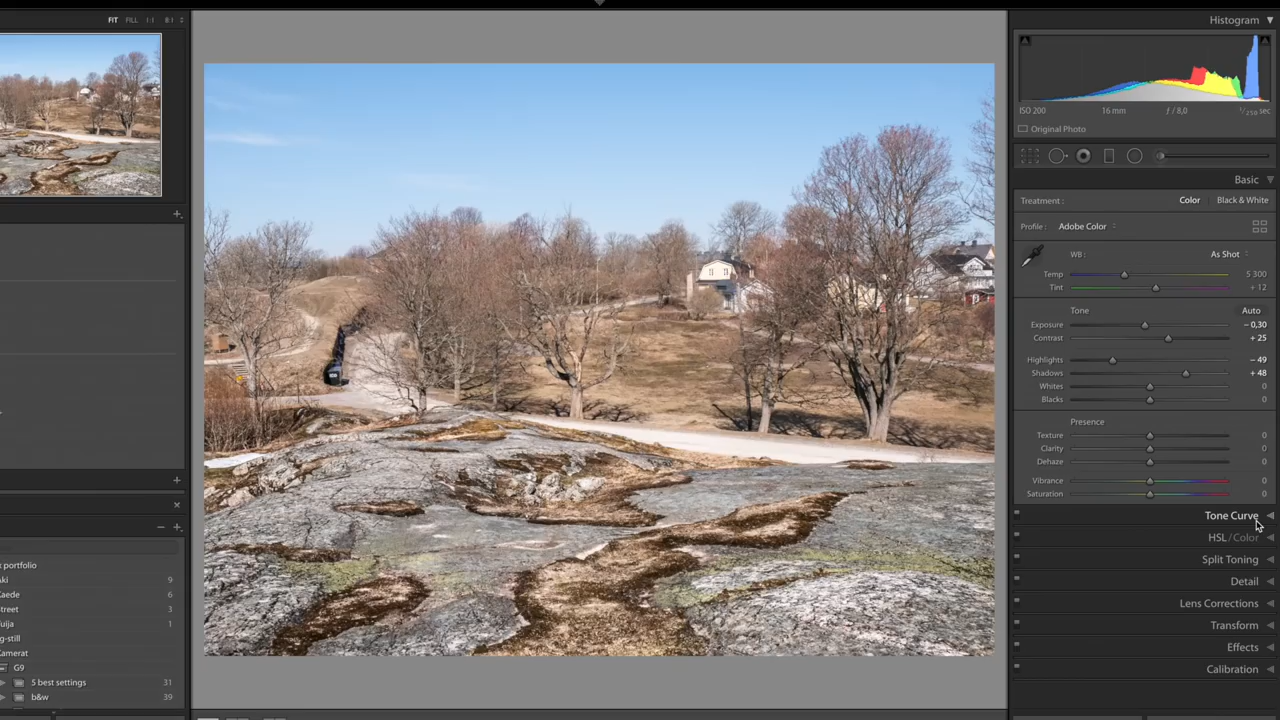 FIT FILL 1:1 8:1
Histogram
ISO 200 16 mm ƒ / 8,0 1/250 sec
Original Photo
Basic
Treatment : Color Black & White
Profile : Adobe Color
WB : As Shot
Temp 5 300
Tint + 12
Tone Auto
Exposure − 0,30
Contrast + 25
Highlights − 49
Shadows + 48
Whites 0
Blacks 0
Presence
Texture 0
Clarity 0
Dehaze 0
Vibrance 0
Saturation 0
Tone Curve
HSL / Color
Split Toning
Detail
Lens Corrections
Transform
Effects
Calibration
portfolio
9
6
3
1
G9
5 best settings 31
b&w 39